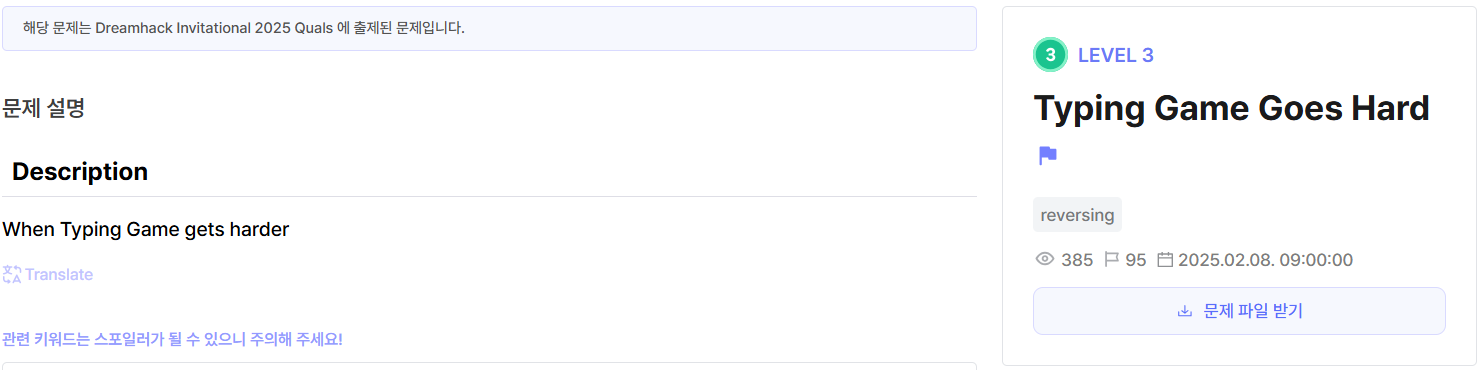 해당 문제는 Dreamhack Invitational 2025 Quals 에 출제된 문제입니다.
문제 설명
Description
When Typing Game gets harder
Translate
관련 키워드는 스포일러가 될 수 있으니 주의해 주세요!
3 LEVEL 3
Typing Game Goes Hard
reversing
385 95 2025.02.08. 09:00:00
문제 파일 받기